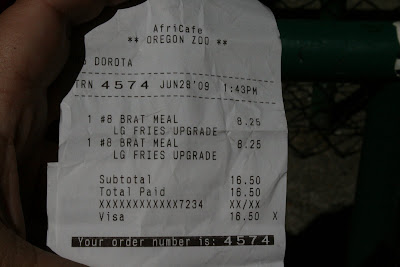 AfriCafe
** OREGON ZOO **
DOROTA
TRN 4574 JUN28'09 1:43PM
1 #8 BRAT MEAL 8.25
LG FRIES UPGRADE
1 #8 BRAT MEAL 8.25
LG FRIES UPGRADE
Subtotal 16.50
Total Paid 16.50
XXXXXXXXXXXX7234 XX/XX
Visa 16.50 X
Your order number is: 4574